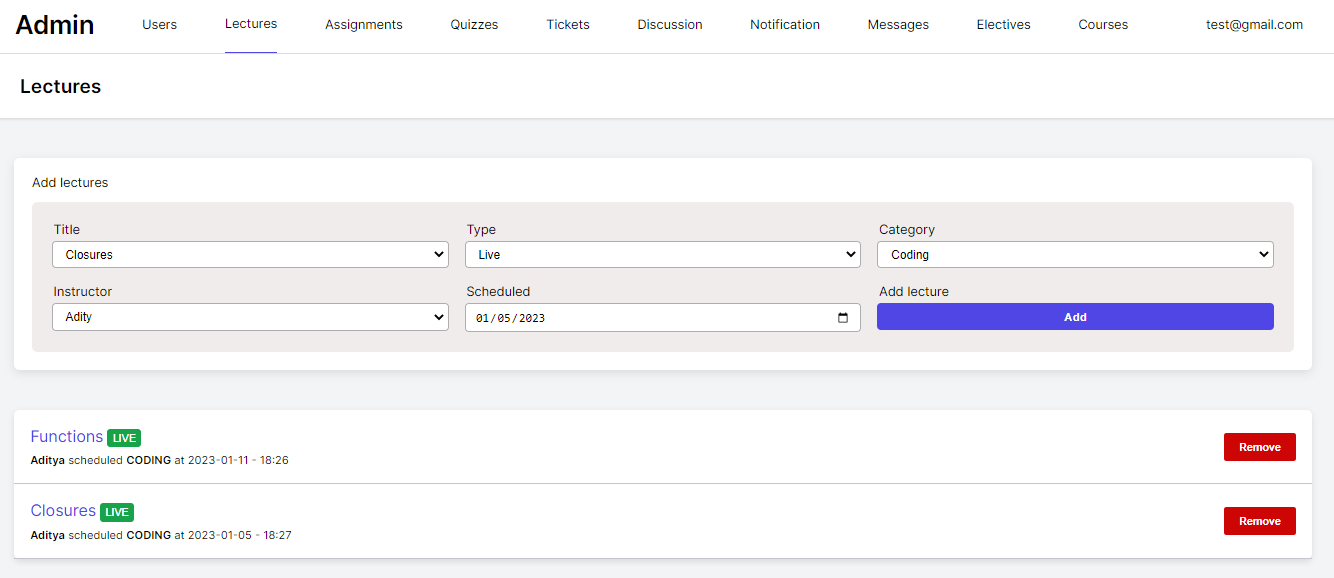 Admin Users Lectures Assignments Quizzes Tickets Discussion Notification Messages Electives Courses test@gmail.com
Lectures
Add lectures
Title Type Category
Closures Live Coding
Instructor Scheduled Add lecture
Adity 01/05/2023 Add
Functions LIVE
Aditya scheduled CODING at 2023-01-11 - 18:26
Remove
Closures LIVE
Aditya scheduled CODING at 2023-01-05 - 18:27
Remove